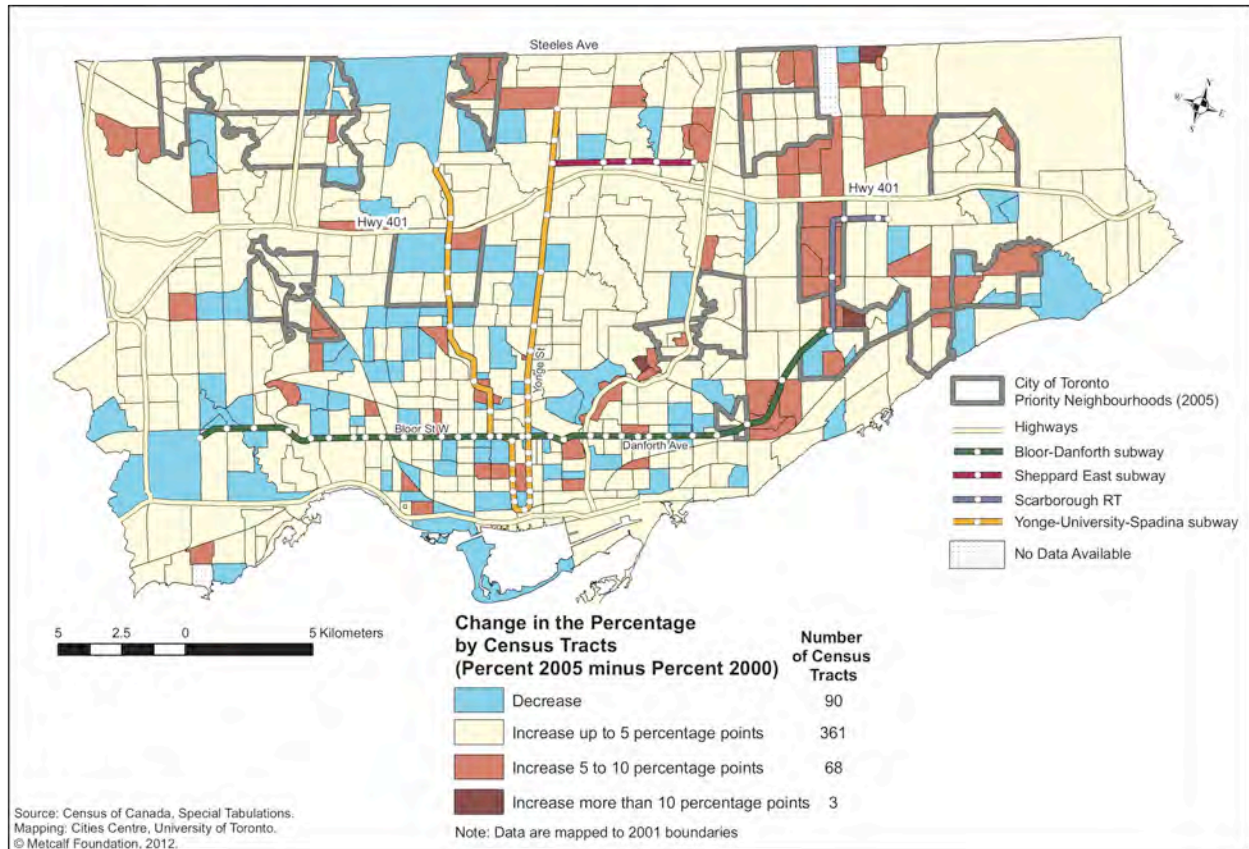 Steeles Ave
N
W
E
S
Hwy 401
Hwy 401
Yonge St
Bloor St W
Danforth Ave
City of Toronto
Priority Neighbourhoods (2005)
Highways
Bloor-Danforth subway
Sheppard East subway
Scarborough RT
Yonge-University-Spadina subway
No Data Available
5 2.5 0 5 Kilometers
Change in the Percentage
by Census Tracts
(Percent 2005 minus Percent 2000)
Number
of Census
Tracts
Decrease 90
Increase up to 5 percentage points 361
Increase 5 to 10 percentage points 68
Increase more than 10 percentage points 3
Note: Data are mapped to 2001 boundaries
Source: Census of Canada, Special Tabulations.
Mapping: Cities Centre, University of Toronto.
© Metcalf Foundation, 2012.